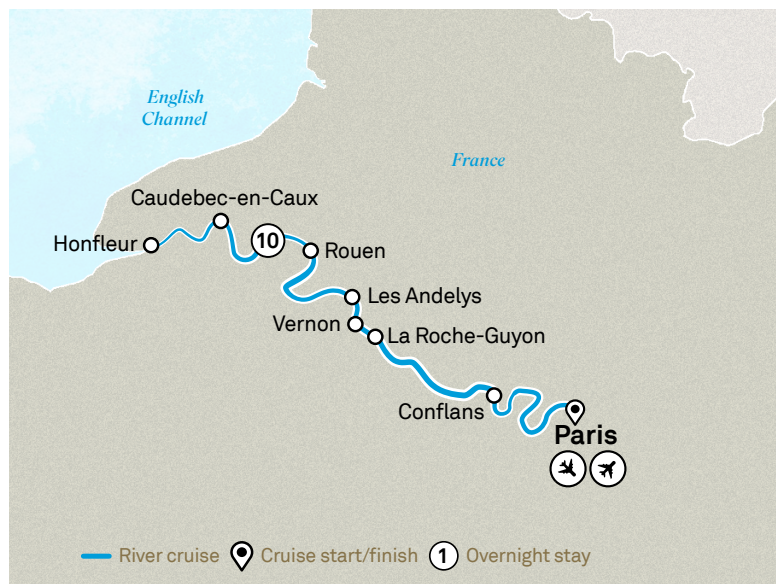 English
Channel
France
Caudebec-en-Caux
Honfleur
10
Rouen
Les Andelys
Vernon
La Roche-Guyon
Conflans
Paris
River cruise
Cruise start/finish
1
Overnight stay